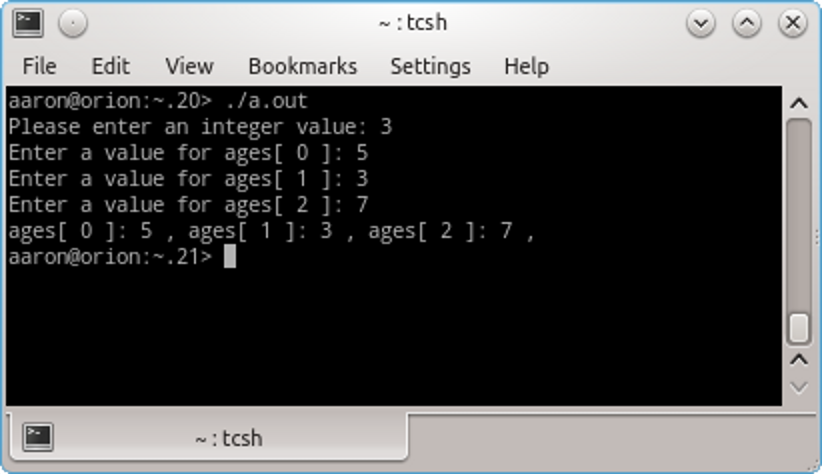 ~ : tcsh
File Edit View Bookmarks Settings Help
aaron@orion:~.20> ./a.out
Please enter an integer value: 3
Enter a value for ages[ 0 ]: 5
Enter a value for ages[ 1 ]: 3
Enter a value for ages[ 2 ]: 7
ages[ 0 ]: 5 , ages[ 1 ]: 3 , ages[ 2 ]: 7 ,
aaron@orion:~.21>
~ : tcsh